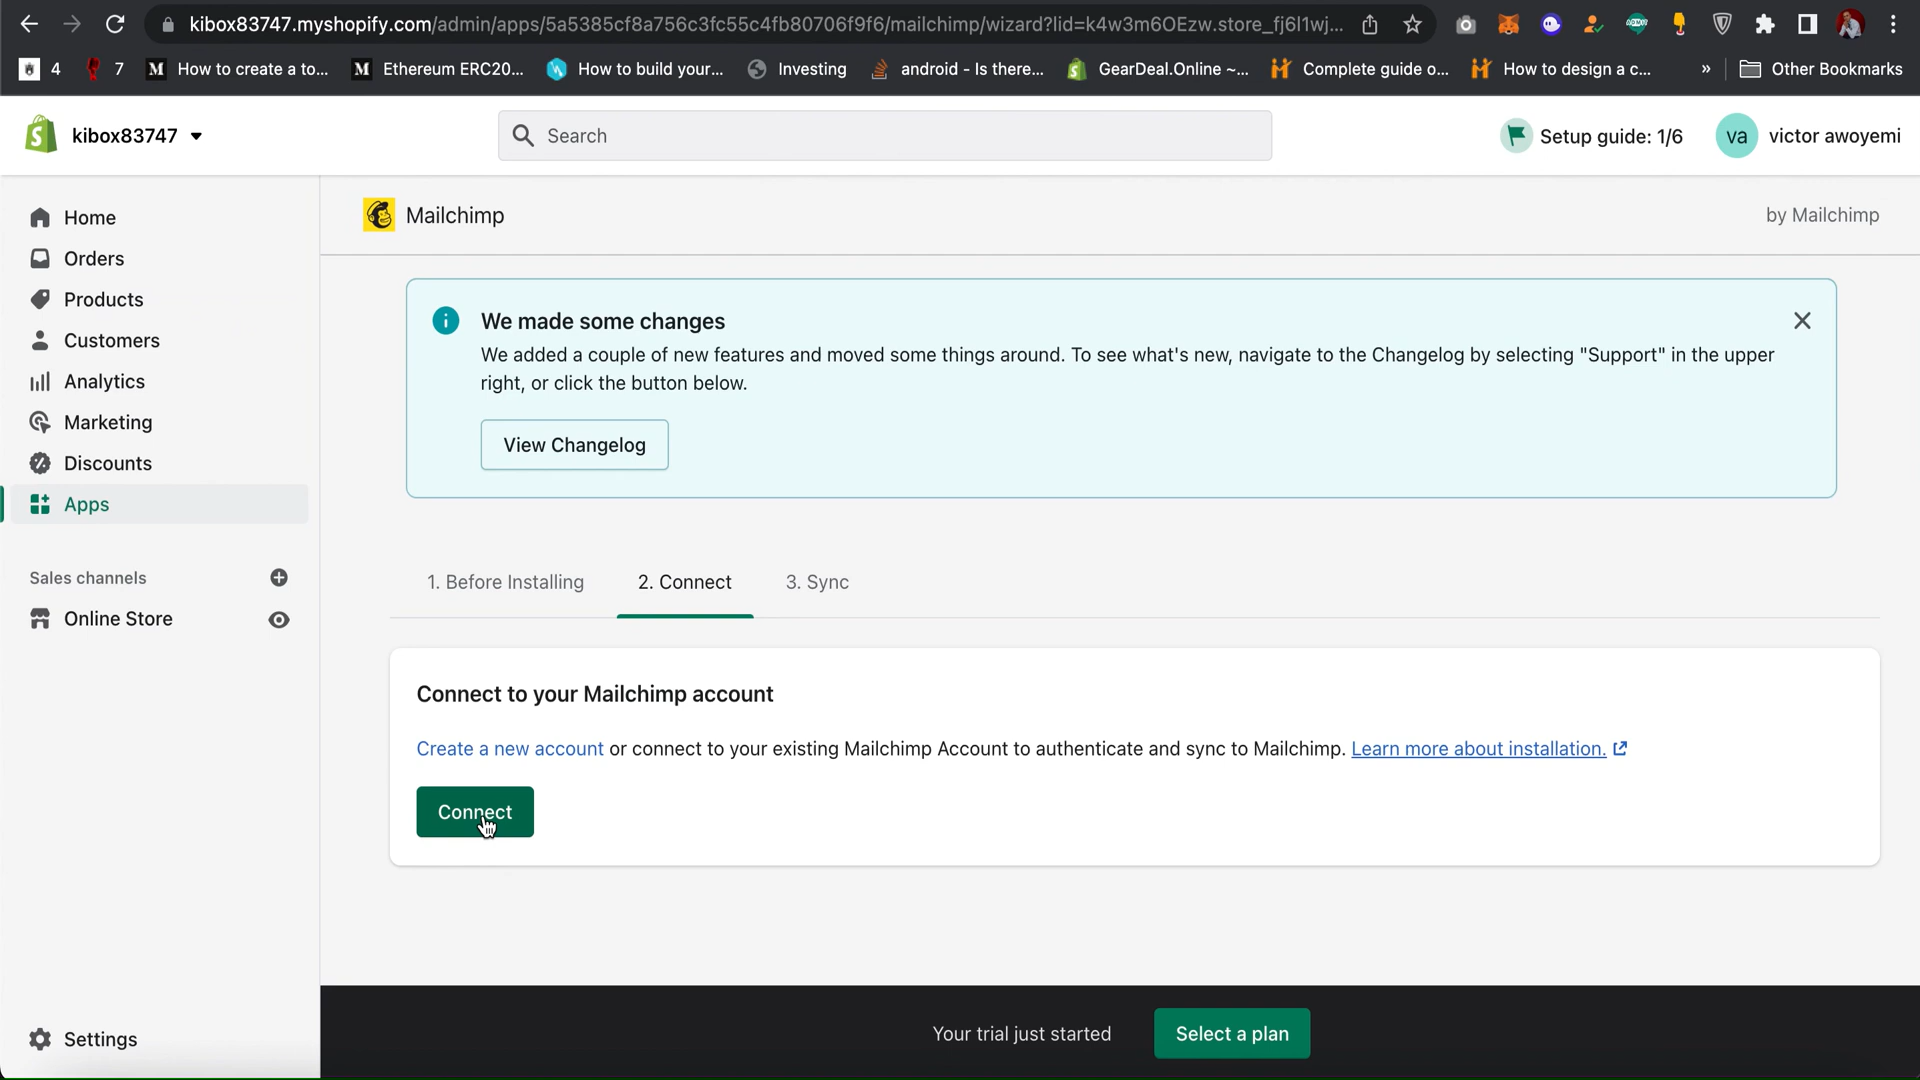 kibox83747.myshopify.com/admin/apps/5a5385cf8a756c3fc55c4fb80706f9f6/mailchimp/wizard?lid=k4w3m6OEzw.store_fj6l1wj...
4 7 How to create a to... Ethereum ERC20... How to build your... Investing android - Is there... GearDeal.Online ~... Complete guide o... How to design a c... » Other Bookmarks
kibox83747 Search Setup guide: 1/6 va victor awoyemi
Mailchimp by Mailchimp
Home
Orders
Products
Customers
Analytics
Marketing
Discounts
Apps
Sales channels
Online Store
Settings
We made some changes
We added a couple of new features and moved some things around. To see what's new, navigate to the Changelog by selecting "Support" in the upper
right, or click the button below.
View Changelog
1. Before Installing 2. Connect 3. Sync
Connect to your Mailchimp account
Create a new account or connect to your existing Mailchimp Account to authenticate and sync to Mailchimp. Learn more about installation.
Connect
Your trial just started Select a plan